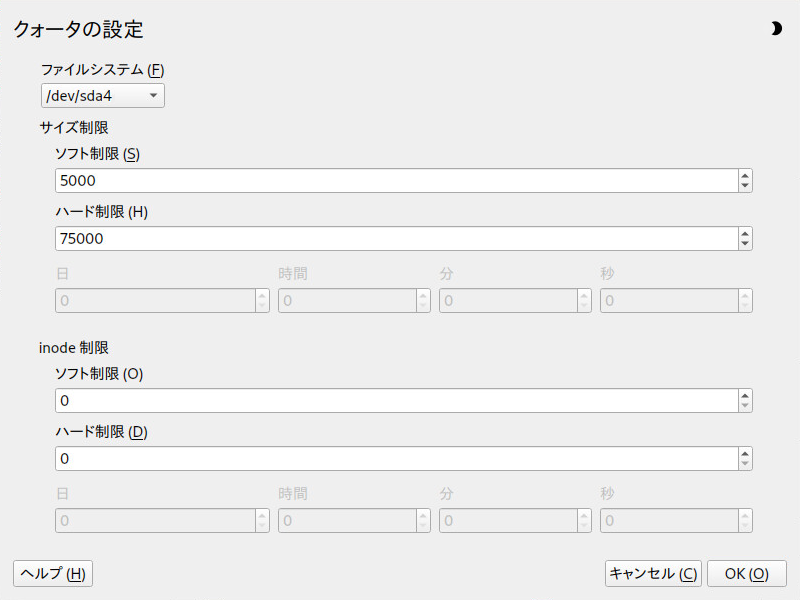 クォータの設定
ファイルシステム (F)
/dev/sda4
サイズ制限
ソフト制限 (S)
5000
ハード制限 (H)
75000
日 時間 分 秒
0 0 0 0
inode 制限
ソフト制限 (O)
0
ハード制限 (D)
0
日 時間 分 秒
0 0 0 0
ヘルプ (H) キャンセル (C) OK (O)